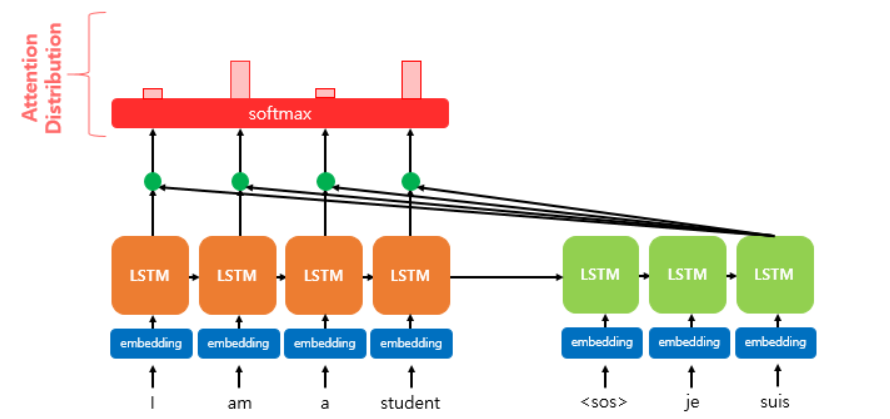 Attention
Distribution
softmax
LSTM LSTM LSTM LSTM LSTM LSTM LSTM
embedding embedding embedding embedding embedding embedding embedding
I am a student <sos> je suis